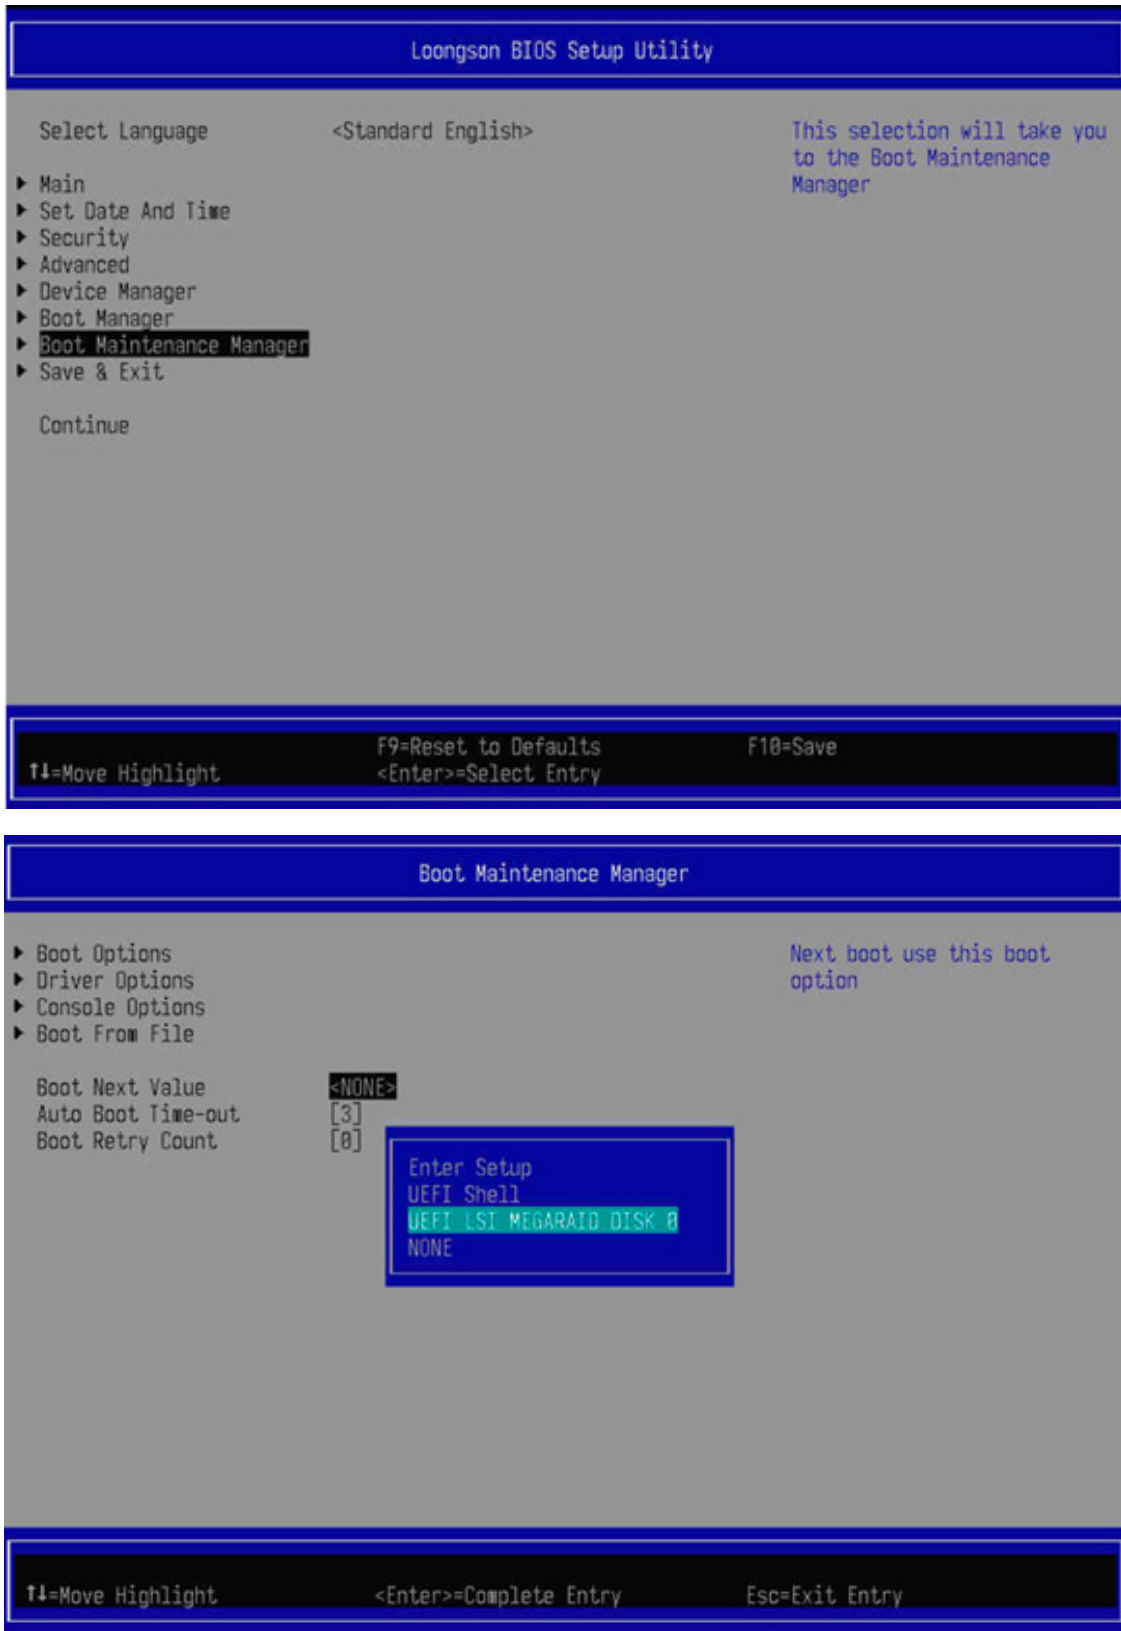 Loongson BIOS Setup Utility
Select Language <Standard English> This selection will take you
to the Boot Maintenance
▶ Main Manager
▶ Set Date And Time
▶ Security
▶ Advanced
▶ Device Manager
▶ Boot Manager
▶ Boot Maintenance Manager
▶ Save & Exit
Continue
F9=Reset to Defaults F10=Save
↑↓=Move Highlight <Enter>=Select Entry
Boot Maintenance Manager
▶ Boot Options Next boot use this boot
▶ Driver Options option
▶ Console Options
▶ Boot From File
Boot Next Value <NONE>
Auto Boot Time-out [3]
Boot Retry Count [0]
Enter Setup
UEFI Shell
UEFI LSI MEGARAID DISK 0
NONE
↑↓=Move Highlight <Enter>=Complete Entry Esc=Exit Entry